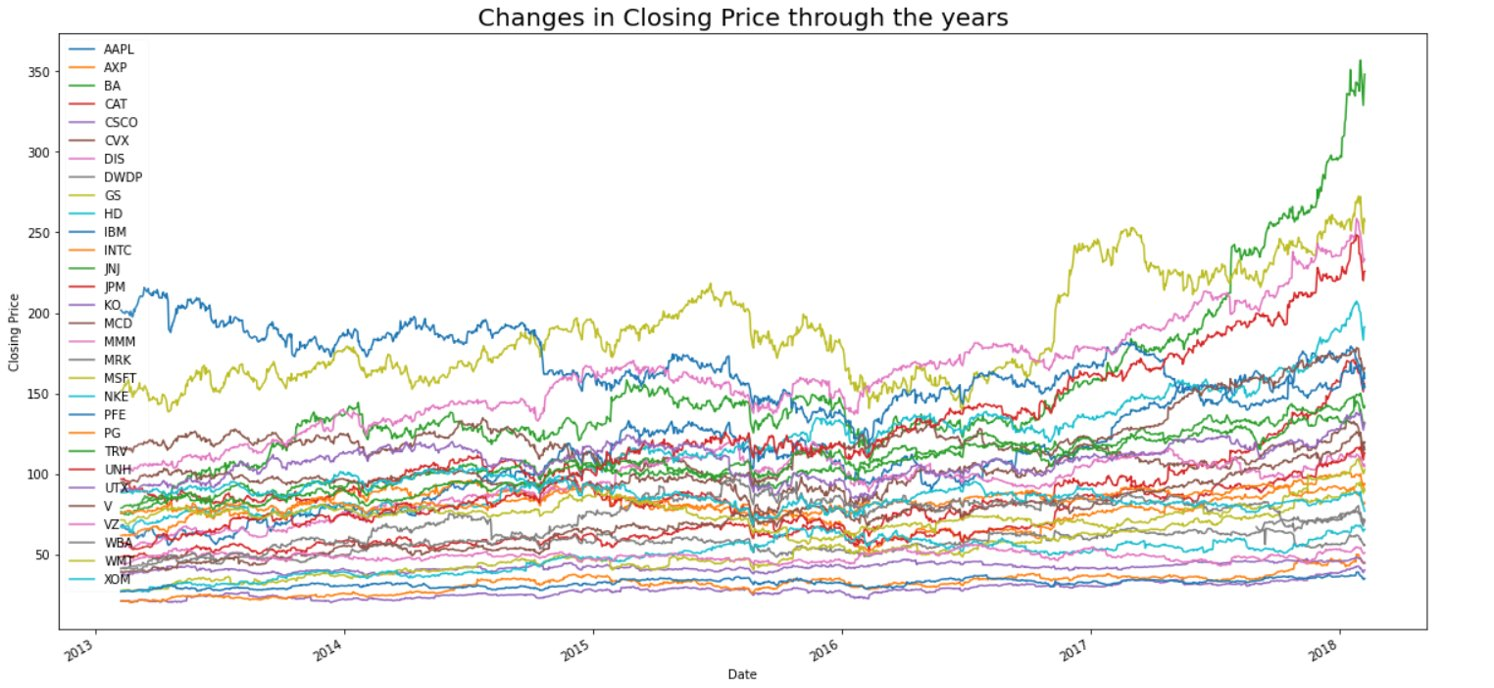 Changes in Closing Price through the years
AAPL
AXP
BA
CAT
CSCO
CVX
DIS
DWDP
GS
HD
IBM
INTC
JNJ
JPM
KO
MCD
MMM
MRK
MSFT
NKE
PFE
PG
TRV
UNH
UTX
V
VZ
WBA
WMT
XOM
350
300
250
200
150
100
50
Closing Price
2013 2014 2015 2016 2017 2018
Date